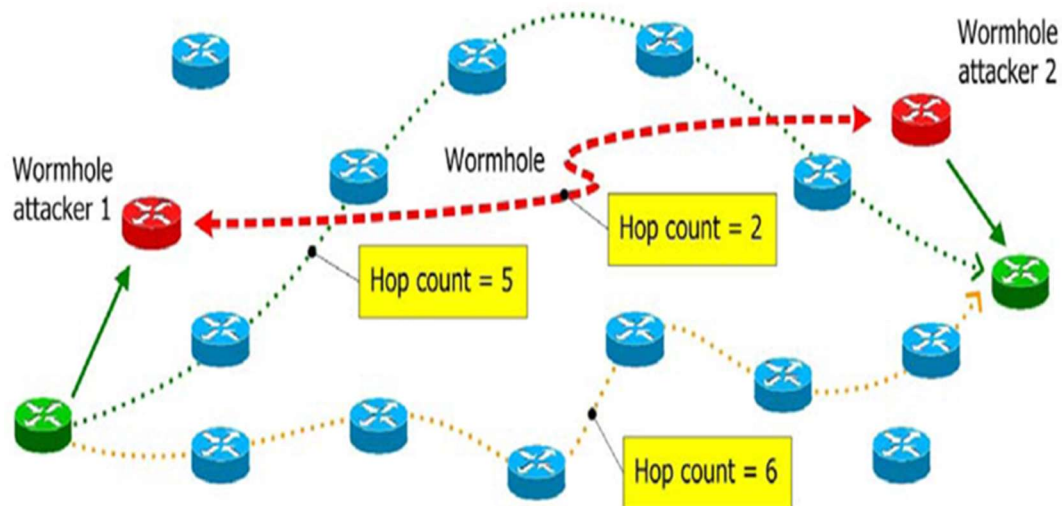 Wormhole
attacker 2
Wormhole
Wormhole
attacker 1
Hop count = 2
Hop count = 5
Hop count = 6